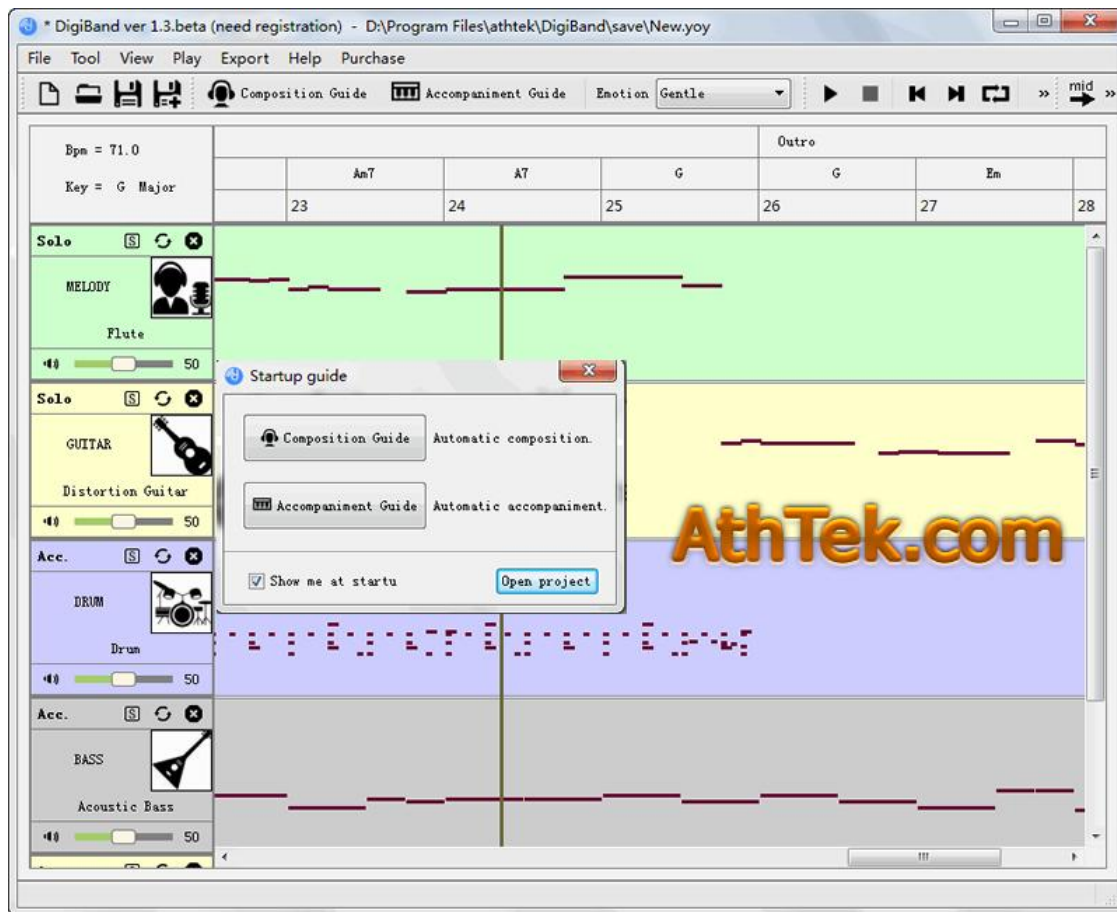 * DigiBand ver 1.3.beta (need registration) - D:\Program Files\athtek\DigiBand\save\New.yoy
File Tool View Play Export Help Purchase
Composition Guide Accompaniment Guide Emotion Gentle » mid »
Bpm = 71.0
Key = G Major
Outro
Am7 A7 G G Em
23 24 25 26 27 28
Solo S
MELODY
Flute
50
Solo S
GUITAR
Distortion Guitar
50
Acc. S
DRUM
Drum
50
Acc. S
BASS
Acoustic Bass
50
Startup guide
Composition Guide Automatic composition.
Accompaniment Guide Automatic accompaniment.
Show me at startu Open project
AthTek.com